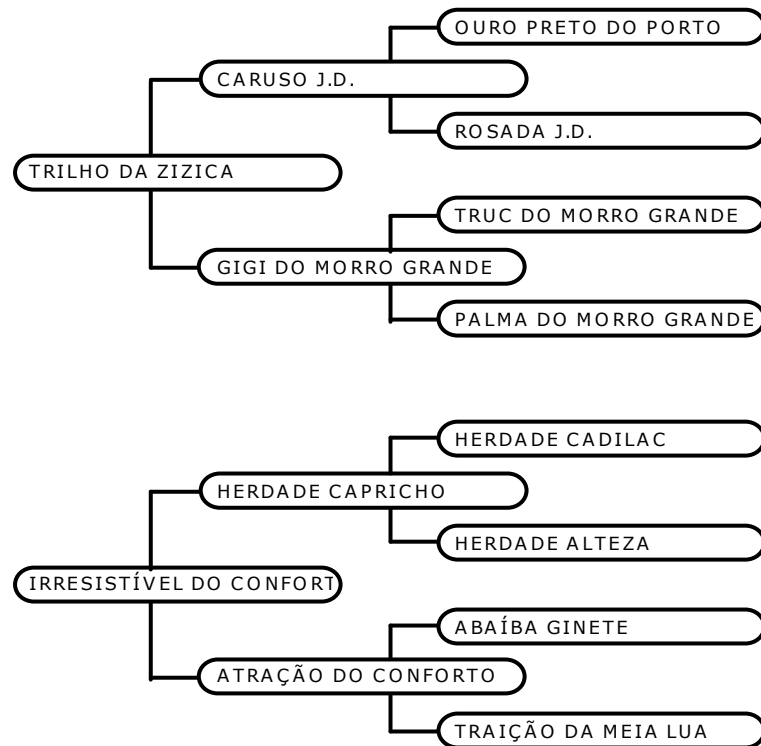 OURO PRETO DO PORTO
CARUSO J.D.
ROSADA J.D.
TRILHO DA ZIZICA
TRUC DO MORRO GRANDE
GIGI DO MORRO GRANDE
PALMA DO MORRO GRANDE
HERDADE CADILAC
HERDADE CAPRICHO
HERDADE ALTEZA
IRRESISTÍVEL DO CONFORT
ABAÍBA GINETE
ATRAÇÃO DO CONFORTO
TRAIÇÃO DA MEIA LUA